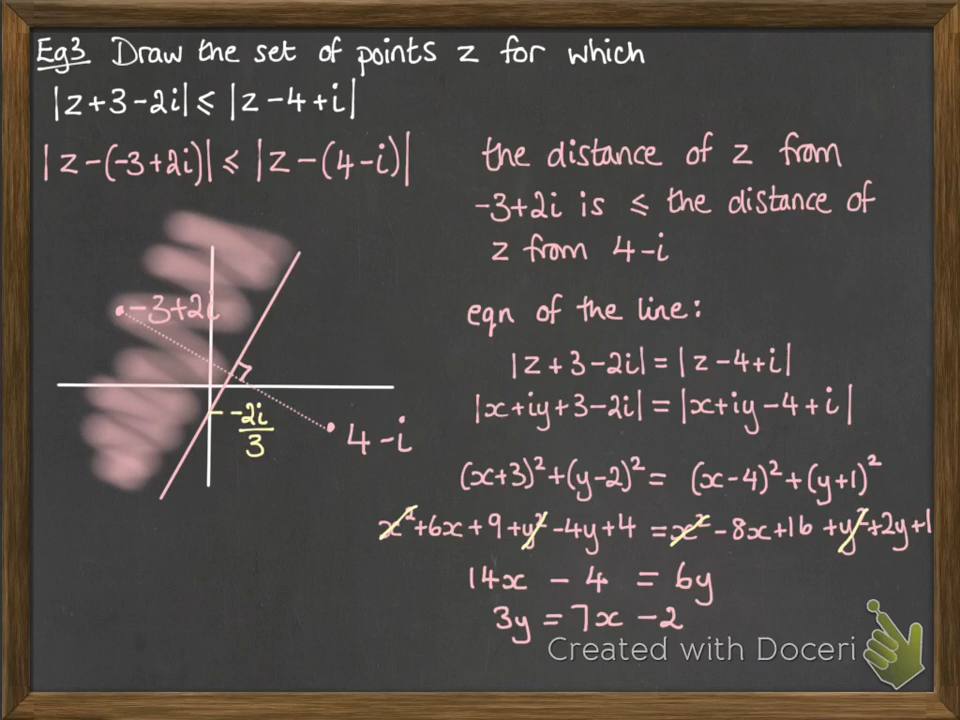 Eg3 Draw the set of points z for which
|z+3-2i| ≤ |z-4+i|
|z-(-3+2i)| ≤ |z-(4-i)|
the distance of z from
-3+2i is ≤ the distance of
z from 4-i
-3+2i
-2i/3
4-i
eqn of the line:
|z+3-2i| = |z-4+i|
|x+iy+3-2i| = |x+iy-4+i|
(x+3)²+(y-2)² = (x-4)²+(y+1)²
x²+6x+9+y²-4y+4 = x²-8x+16+y²+2y+1
14x - 4 = 6y
3y = 7x - 2
Created with Doceri